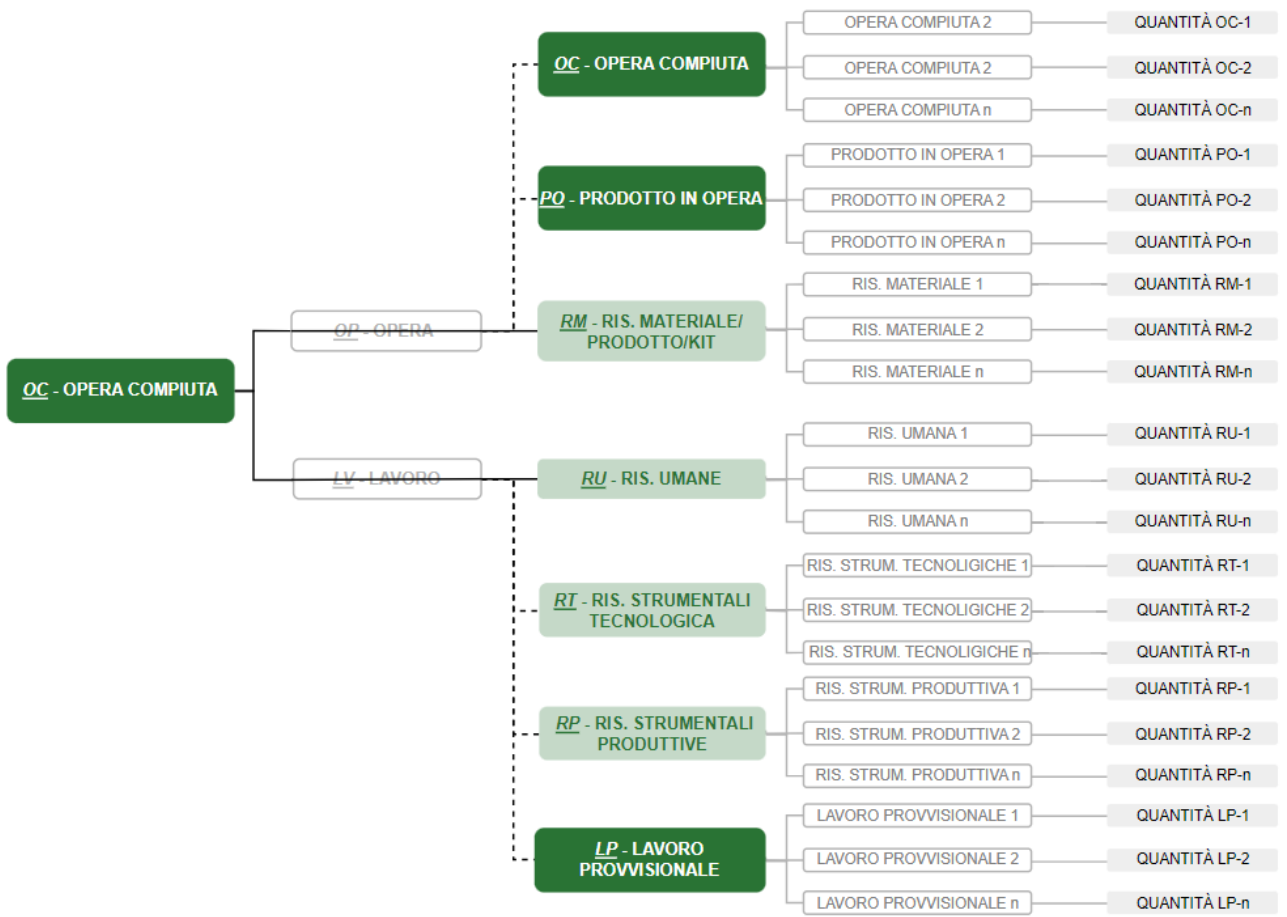 OC - OPERA COMPIUTA
OP - OPERA
LV - LAVORO
OC - OPERA COMPIUTA
OPERA COMPIUTA 2
QUANTITÀ OC-1
OPERA COMPIUTA 2
QUANTITÀ OC-2
OPERA COMPIUTA n
QUANTITÀ OC-n
PO - PRODOTTO IN OPERA
PRODOTTO IN OPERA 1
QUANTITÀ PO-1
PRODOTTO IN OPERA 2
QUANTITÀ PO-2
PRODOTTO IN OPERA n
QUANTITÀ PO-n
RM - RIS. MATERIALE/
PRODOTTO/KIT
RIS. MATERIALE 1
QUANTITÀ RM-1
RIS. MATERIALE 2
QUANTITÀ RM-2
RIS. MATERIALE n
QUANTITÀ RM-n
RU - RIS. UMANE
RIS. UMANA 1
QUANTITÀ RU-1
RIS. UMANA 2
QUANTITÀ RU-2
RIS. UMANA n
QUANTITÀ RU-n
RT - RIS. STRUMENTALI
TECNOLOGICA
RIS. STRUM. TECNOLIGICHE 1
QUANTITÀ RT-1
RIS. STRUM. TECNOLIGICHE 2
QUANTITÀ RT-2
RIS. STRUM. TECNOLIGICHE n
QUANTITÀ RT-n
RP - RIS. STRUMENTALI
PRODUTTIVE
RIS. STRUM. PRODUTTIVA 1
QUANTITÀ RP-1
RIS. STRUM. PRODUTTIVA 2
QUANTITÀ RP-2
RIS. STRUM. PRODUTTIVA n
QUANTITÀ RP-n
LP - LAVORO
PROVVISIONALE
LAVORO PROVVISIONALE 1
QUANTITÀ LP-1
LAVORO PROVVISIONALE 2
QUANTITÀ LP-2
LAVORO PROVVISIONALE n
QUANTITÀ LP-n